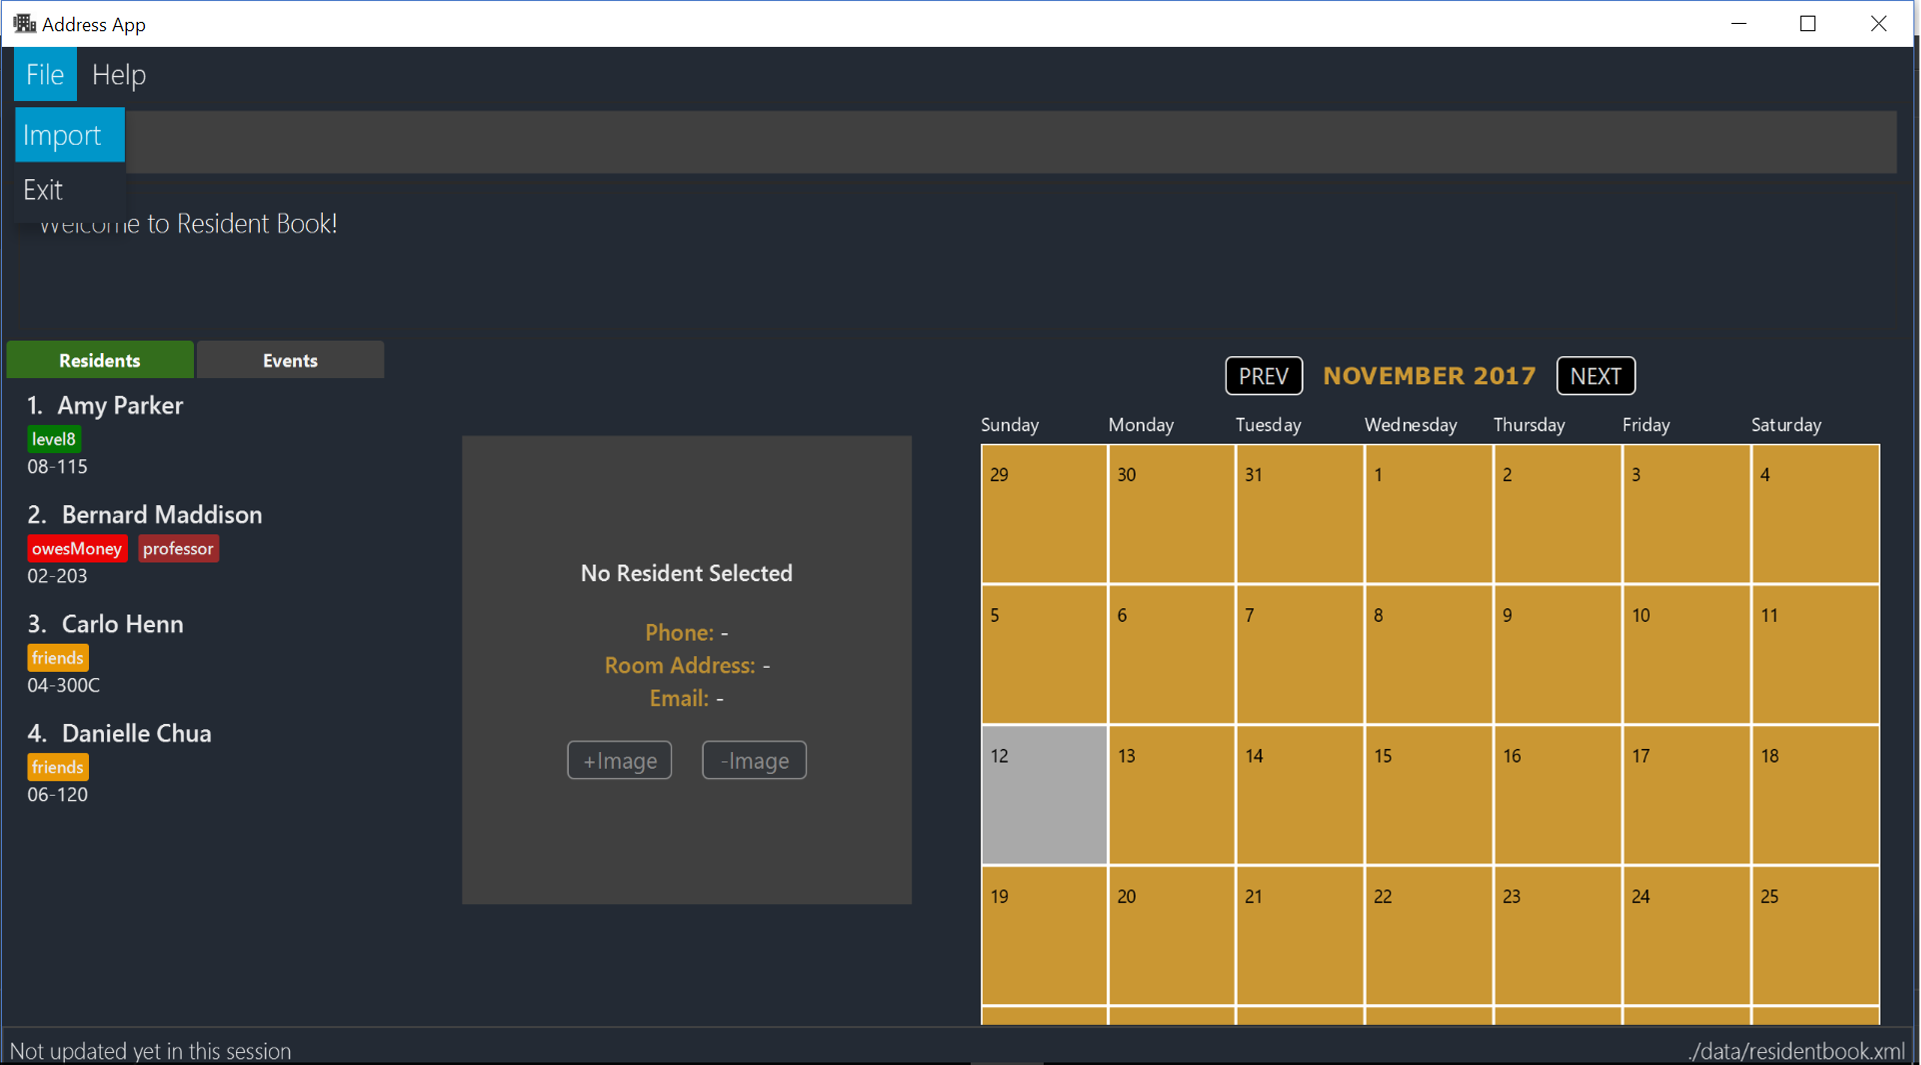 Address App
File Help
Import
Exit
Welcome to Resident Book!
Residents Events
1. Amy Parker
level8
08-115
2. Bernard Maddison
owesMoney professor
02-203
3. Carlo Henn
friends
04-300C
4. Danielle Chua
friends
06-120
No Resident Selected
Phone: -
Room Address: -
Email: -
+Image -Image
PREV NOVEMBER 2017 NEXT
Sunday Monday Tuesday Wednesday Thursday Friday Saturday
29 30 31 1 2 3 4
5 6 7 8 9 10 11
12 13 14 15 16 17 18
19 20 21 22 23 24 25
Not updated yet in this session
./data/residentbook.xml